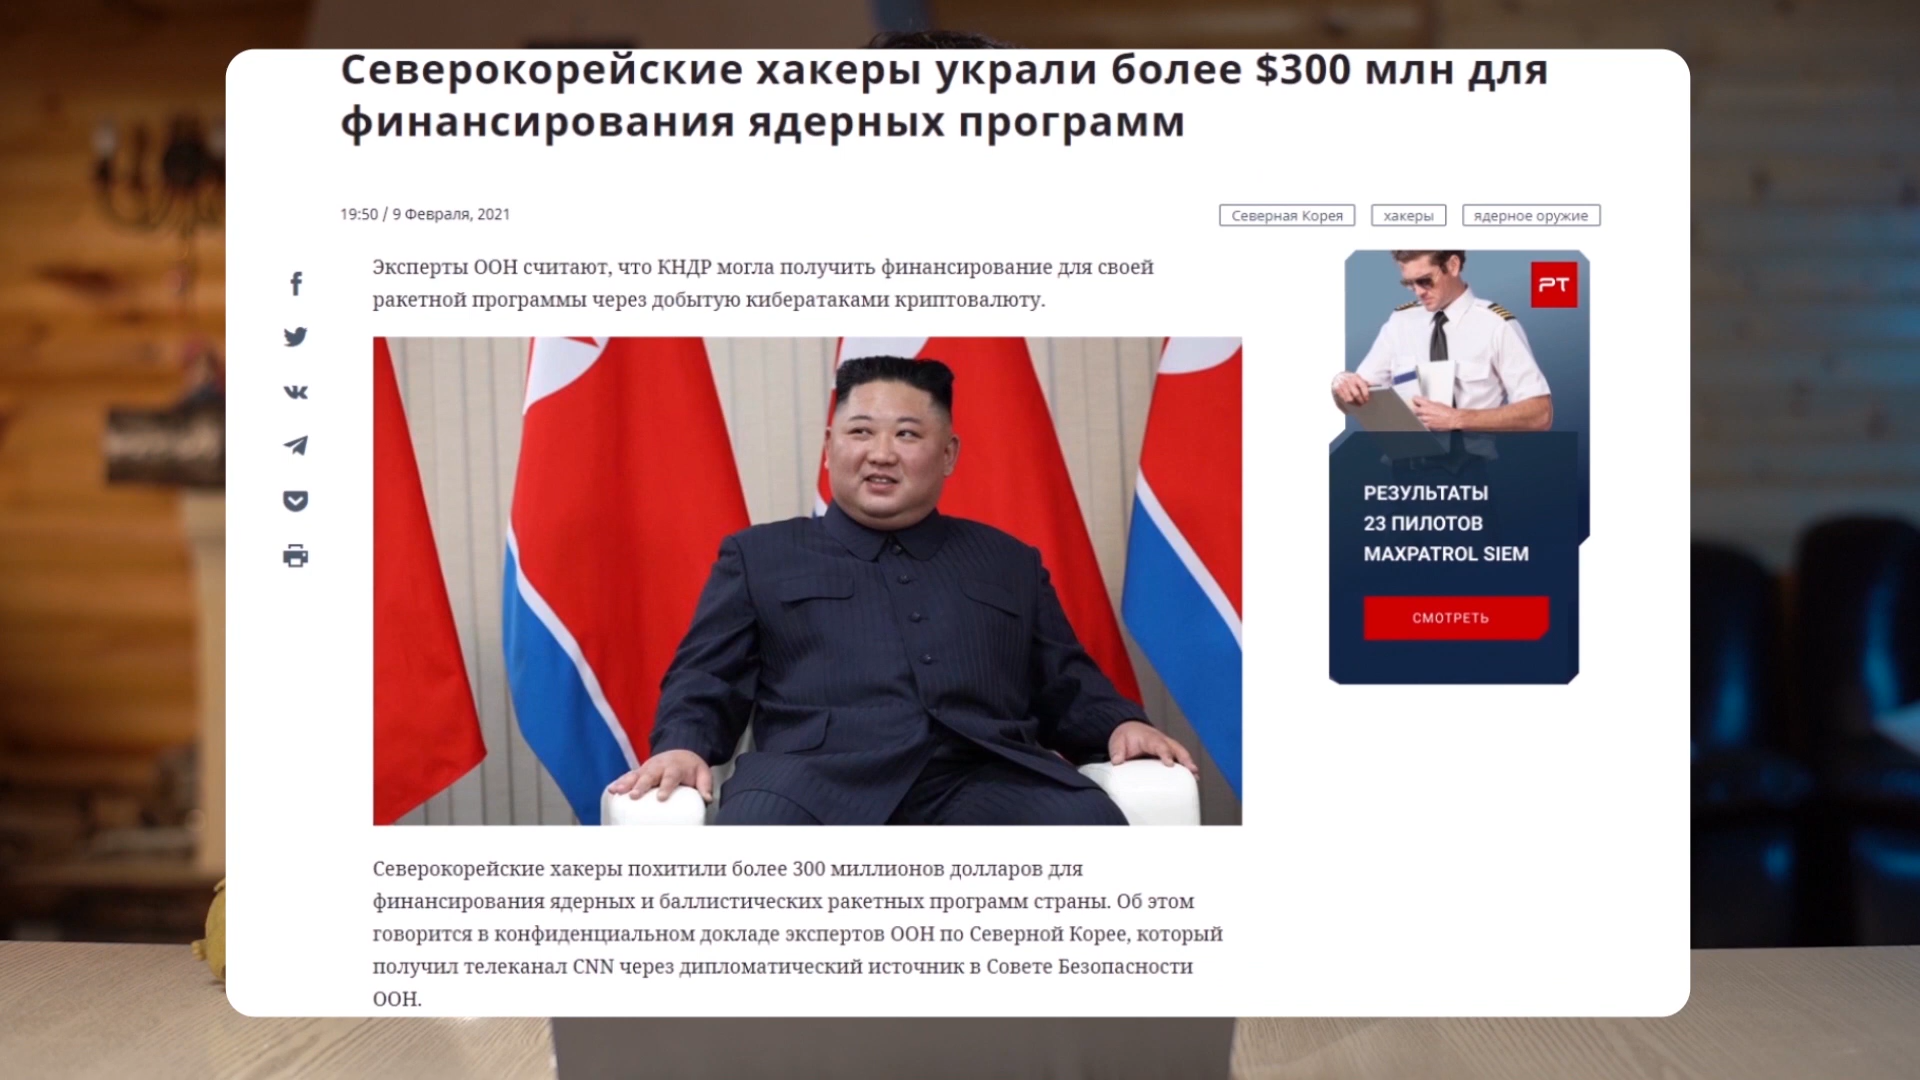 Северокорейские хакеры украли более $300 млн для
финансирования ядерных программ
19:50 / 9 Февраля, 2021
Северная Корея
хакеры
ядерное оружие
Эксперты ООН считают, что КНДР могла получить финансирование для своей
ракетной программы через добытую кибератаками криптовалюту.
PT
РЕЗУЛЬТАТЫ
23 ПИЛОТОВ
MAXPATROL SIEM
СМОТРЕТЬ
Северокорейские хакеры похитили более 300 миллионов долларов для
финансирования ядерных и баллистических ракетных программ страны. Об этом
говорится в конфиденциальном докладе экспертов ООН по Северной Корее, который
получил телеканал CNN через дипломатический источник в Совете Безопасности
ООН.